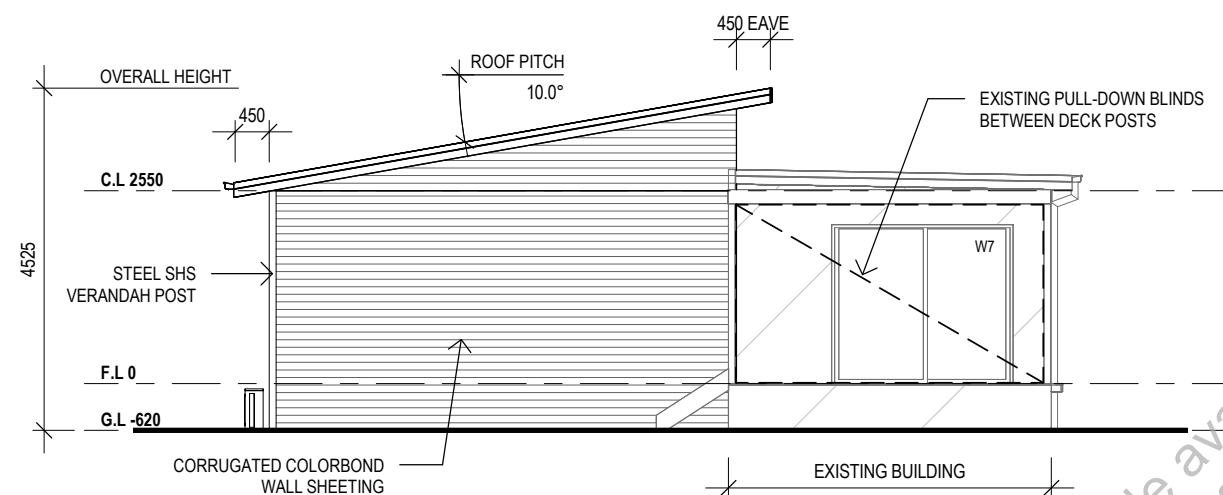 450 EAVE
OVERALL HEIGHT
ROOF PITCH
10.0°
450
EXISTING PULL-DOWN BLINDS
BETWEEN DECK POSTS
C.L 2550
4525
STEEL SHS
VERANDAH POST
W7
F.L 0
G.L -620
CORRUGATED COLORBOND
WALL SHEETING
EXISTING BUILDING